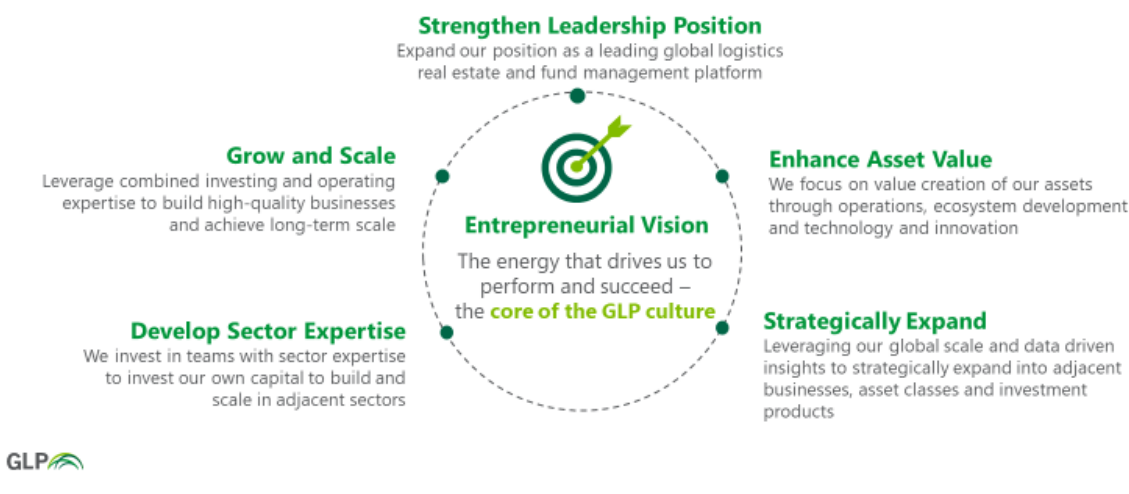 Strengthen Leadership Position
Expand our position as a leading global logistics
real estate and fund management platform
Enhance Asset Value
We focus on value creation of our assets
through operations, ecosystem development
and technology and innovation
Strategically Expand
Leveraging our global scale and data driven
insights to strategically expand into adjacent
businesses, asset classes and investment
products
Develop Sector Expertise
We invest in teams with sector expertise
to invest our own capital to build and
scale in adjacent sectors
Grow and Scale
Leverage combined investing and operating
expertise to build high-quality businesses
and achieve long-term scale
Entrepreneurial Vision
The energy that drives us to
perform and succeed –
the core of the GLP culture
GLP